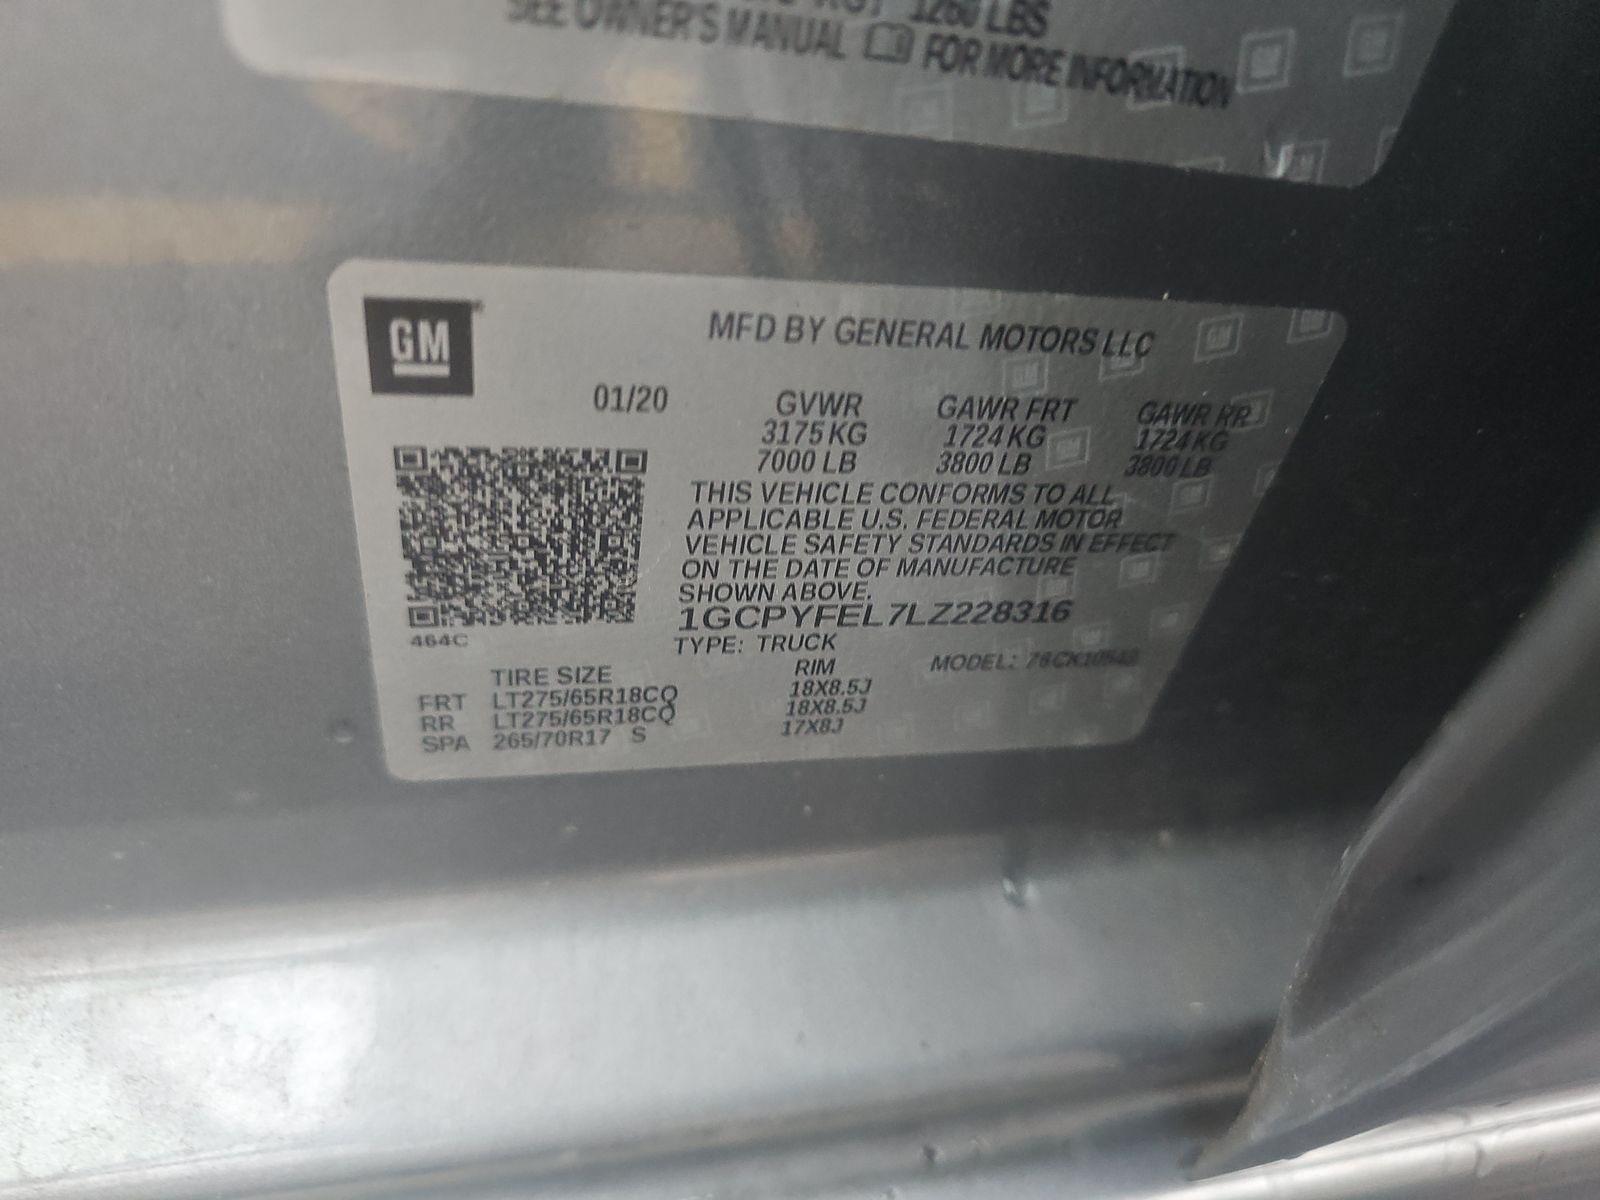 1260 LBS
SEE OWNER'S MANUAL FOR MORE INFORMATION
GM
MFD BY GENERAL MOTORS LLC
01/20 GVWR GAWR FRT GAWR RR
3175 KG 1724 KG 1724 KG
7000 LB 3800 LB 3800 LB
THIS VEHICLE CONFORMS TO ALL
APPLICABLE U.S. FEDERAL MOTOR
VEHICLE SAFETY STANDARDS IN EFFECT
ON THE DATE OF MANUFACTURE
SHOWN ABOVE.
1GCPYFEL7LZ228316
464C
TYPE: TRUCK
TIRE SIZE RIM MODEL:
FRT LT275/65R18CQ 18X8.5J
RR LT275/65R18CQ 18X8.5J
SPA 265/70R17 S 17X8J